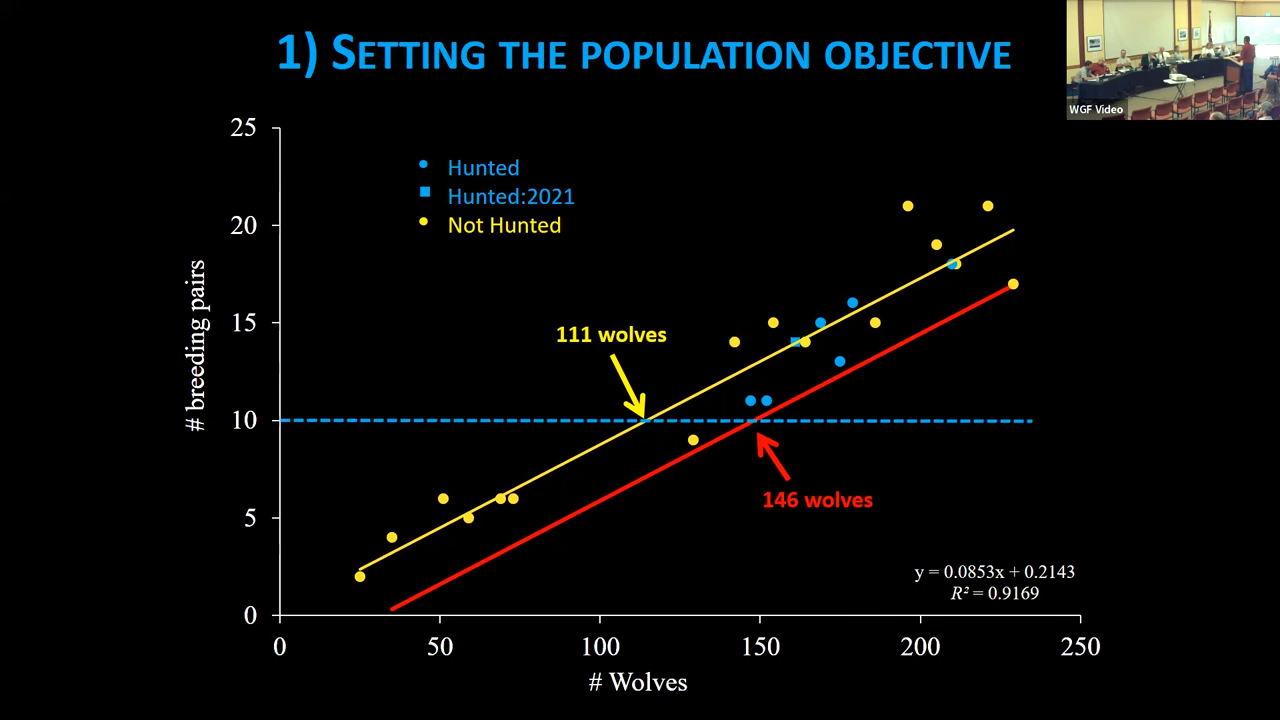 1) SETTING THE POPULATION OBJECTIVE
WGF Video
25
20
15
10
5
0
# breeding pairs
Hunted
Hunted:2021
Not Hunted
111 wolves
146 wolves
y = 0.0853x + 0.2143
R² = 0.9169
0 50 100 150 200 250
# Wolves